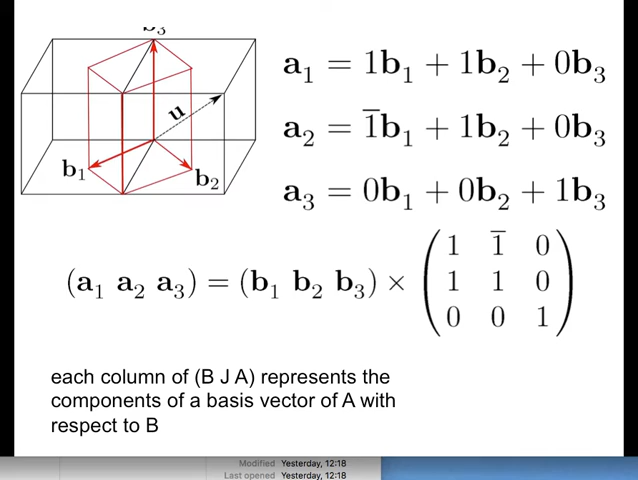 b₃
a₁ = 1b₁ + 1b₂ + 0b₃
u
a₂ = 1̅b₁ + 1b₂ + 0b₃
b₁
b₂
a₃ = 0b₁ + 0b₂ + 1b₃
(a₁ a₂ a₃) = (b₁ b₂ b₃) ×
1 1̅ 0
1 1 0
0 0 1
each column of (B J A) represents the
components of a basis vector of A with
respect to B
Modified Yesterday, 12:18
Last opened Yesterday, 12:18